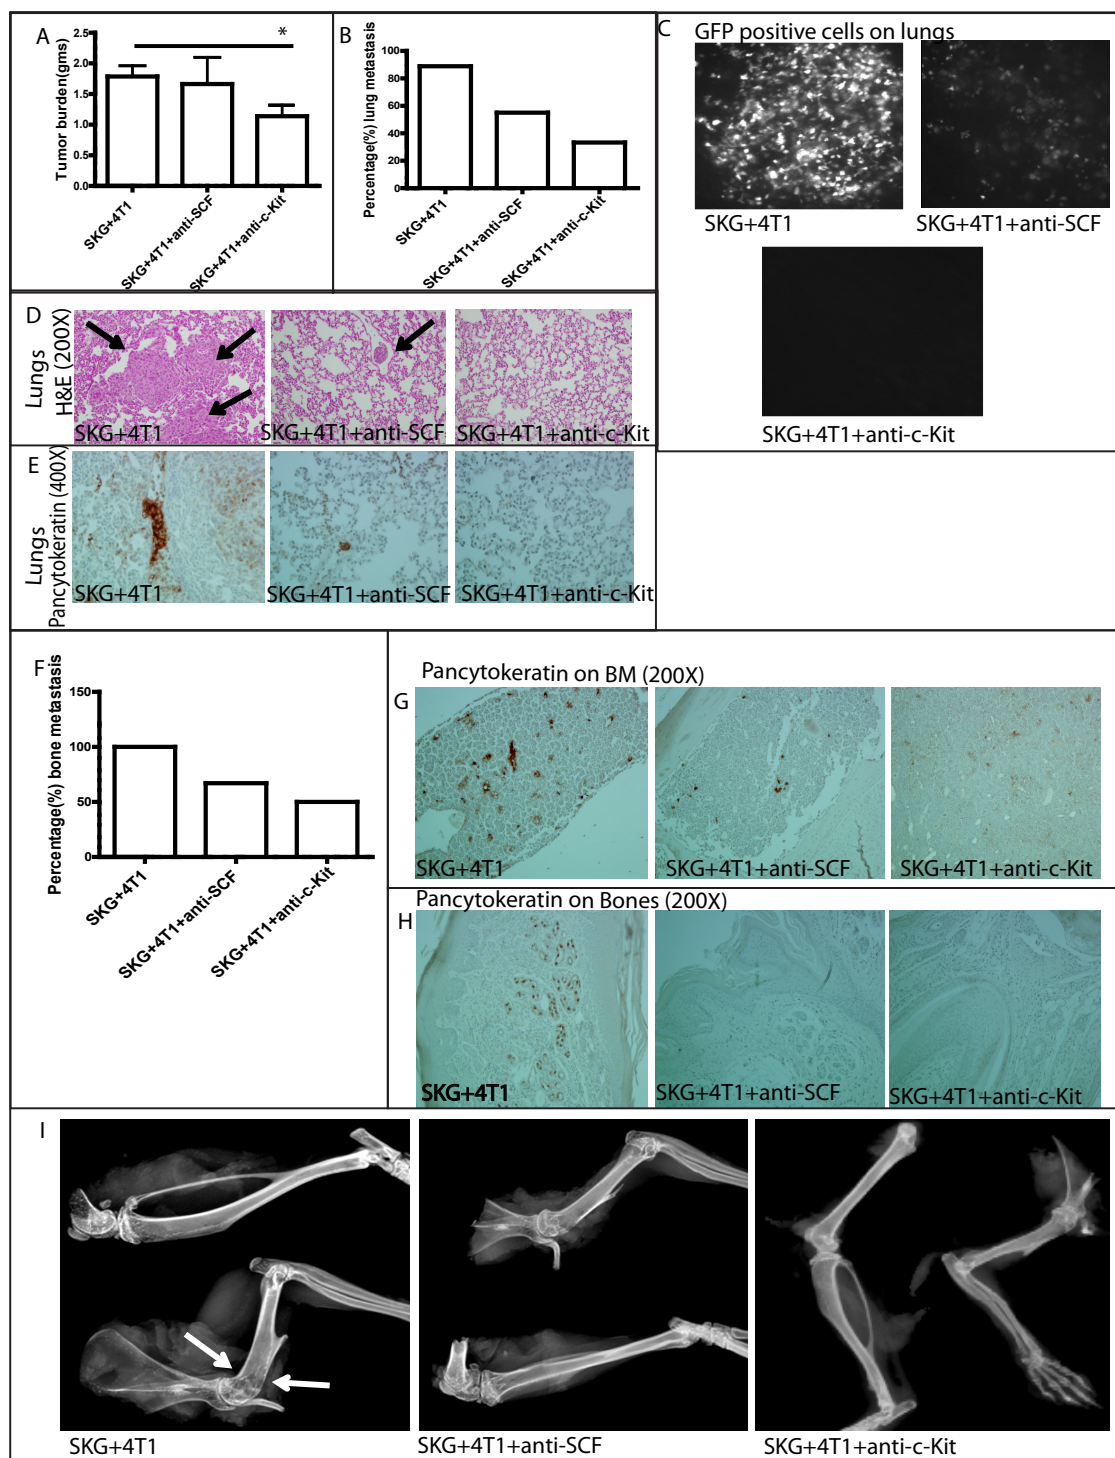 A
*
Tumor burden(gms)
2.5
2.0
1.5
1.0
0.5
0.0
SKG+4T1
SKG+4T1+anti-SCF
SKG+4T1+anti-c-Kit
B
Percentage(%) lung metastasis
100
80
60
40
20
0
SKG+4T1
SKG+4T1+anti-SCF
SKG+4T1+anti-c-Kit
C
GFP positive cells on lungs
SKG+4T1
SKG+4T1+anti-SCF
SKG+4T1+anti-c-Kit
D
Lungs
H&E (200X)
SKG+4T1
SKG+4T1+anti-SCF
SKG+4T1+anti-c-Kit
E
Lungs
Pancytokeratin (400X)
SKG+4T1
SKG+4T1+anti-SCF
SKG+4T1+anti-c-Kit
F
Percentage(%) bone metastasis
150
100
50
0
SKG+4T1
SKG+4T1+anti-SCF
SKG+4T1+anti-c-Kit
Pancytokeratin on BM (200X)
G
SKG+4T1
SKG+4T1+anti-SCF
SKG+4T1+anti-c-Kit
Pancytokeratin on Bones (200X)
H
SKG+4T1
SKG+4T1+anti-SCF
SKG+4T1+anti-c-Kit
I
SKG+4T1
SKG+4T1+anti-SCF
SKG+4T1+anti-c-Kit